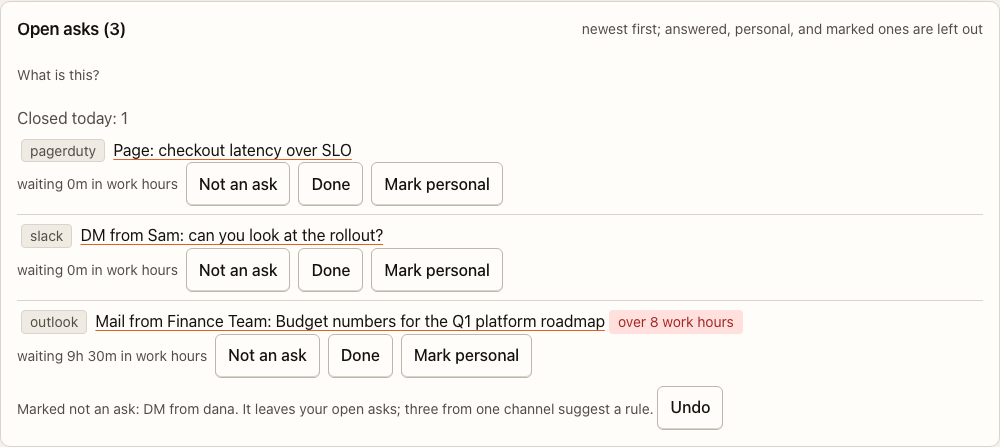 Open asks (3)
newest first; answered, personal, and marked ones are left out
What is this?
Closed today: 1
pagerduty Page: checkout latency over SLO
waiting 0m in work hours Not an ask Done Mark personal
slack DM from Sam: can you look at the rollout?
waiting 0m in work hours Not an ask Done Mark personal
outlook Mail from Finance Team: Budget numbers for the Q1 platform roadmap over 8 work hours
waiting 9h 30m in work hours Not an ask Done Mark personal
Marked not an ask: DM from dana. It leaves your open asks; three from one channel suggest a rule. Undo